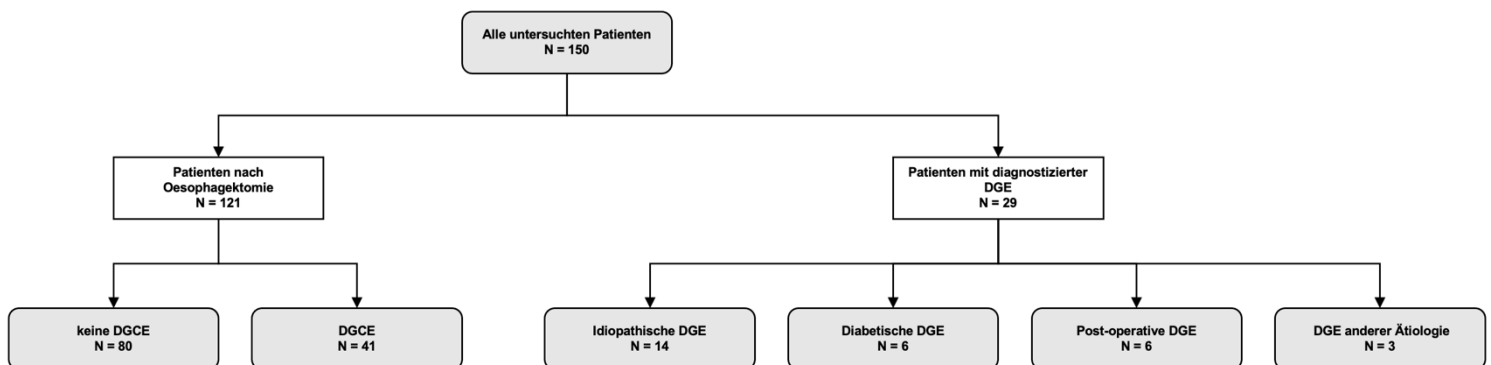 Alle untersuchten Patienten
N = 150
Patienten nach
Oesophagektomie
N = 121
Patienten mit diagnostizierter
DGE
N = 29
keine DGCE
N = 80
DGCE
N = 41
Idiopathische DGE
N = 14
Diabetische DGE
N = 6
Post-operative DGE
N = 6
DGE anderer Ätiologie
N = 3